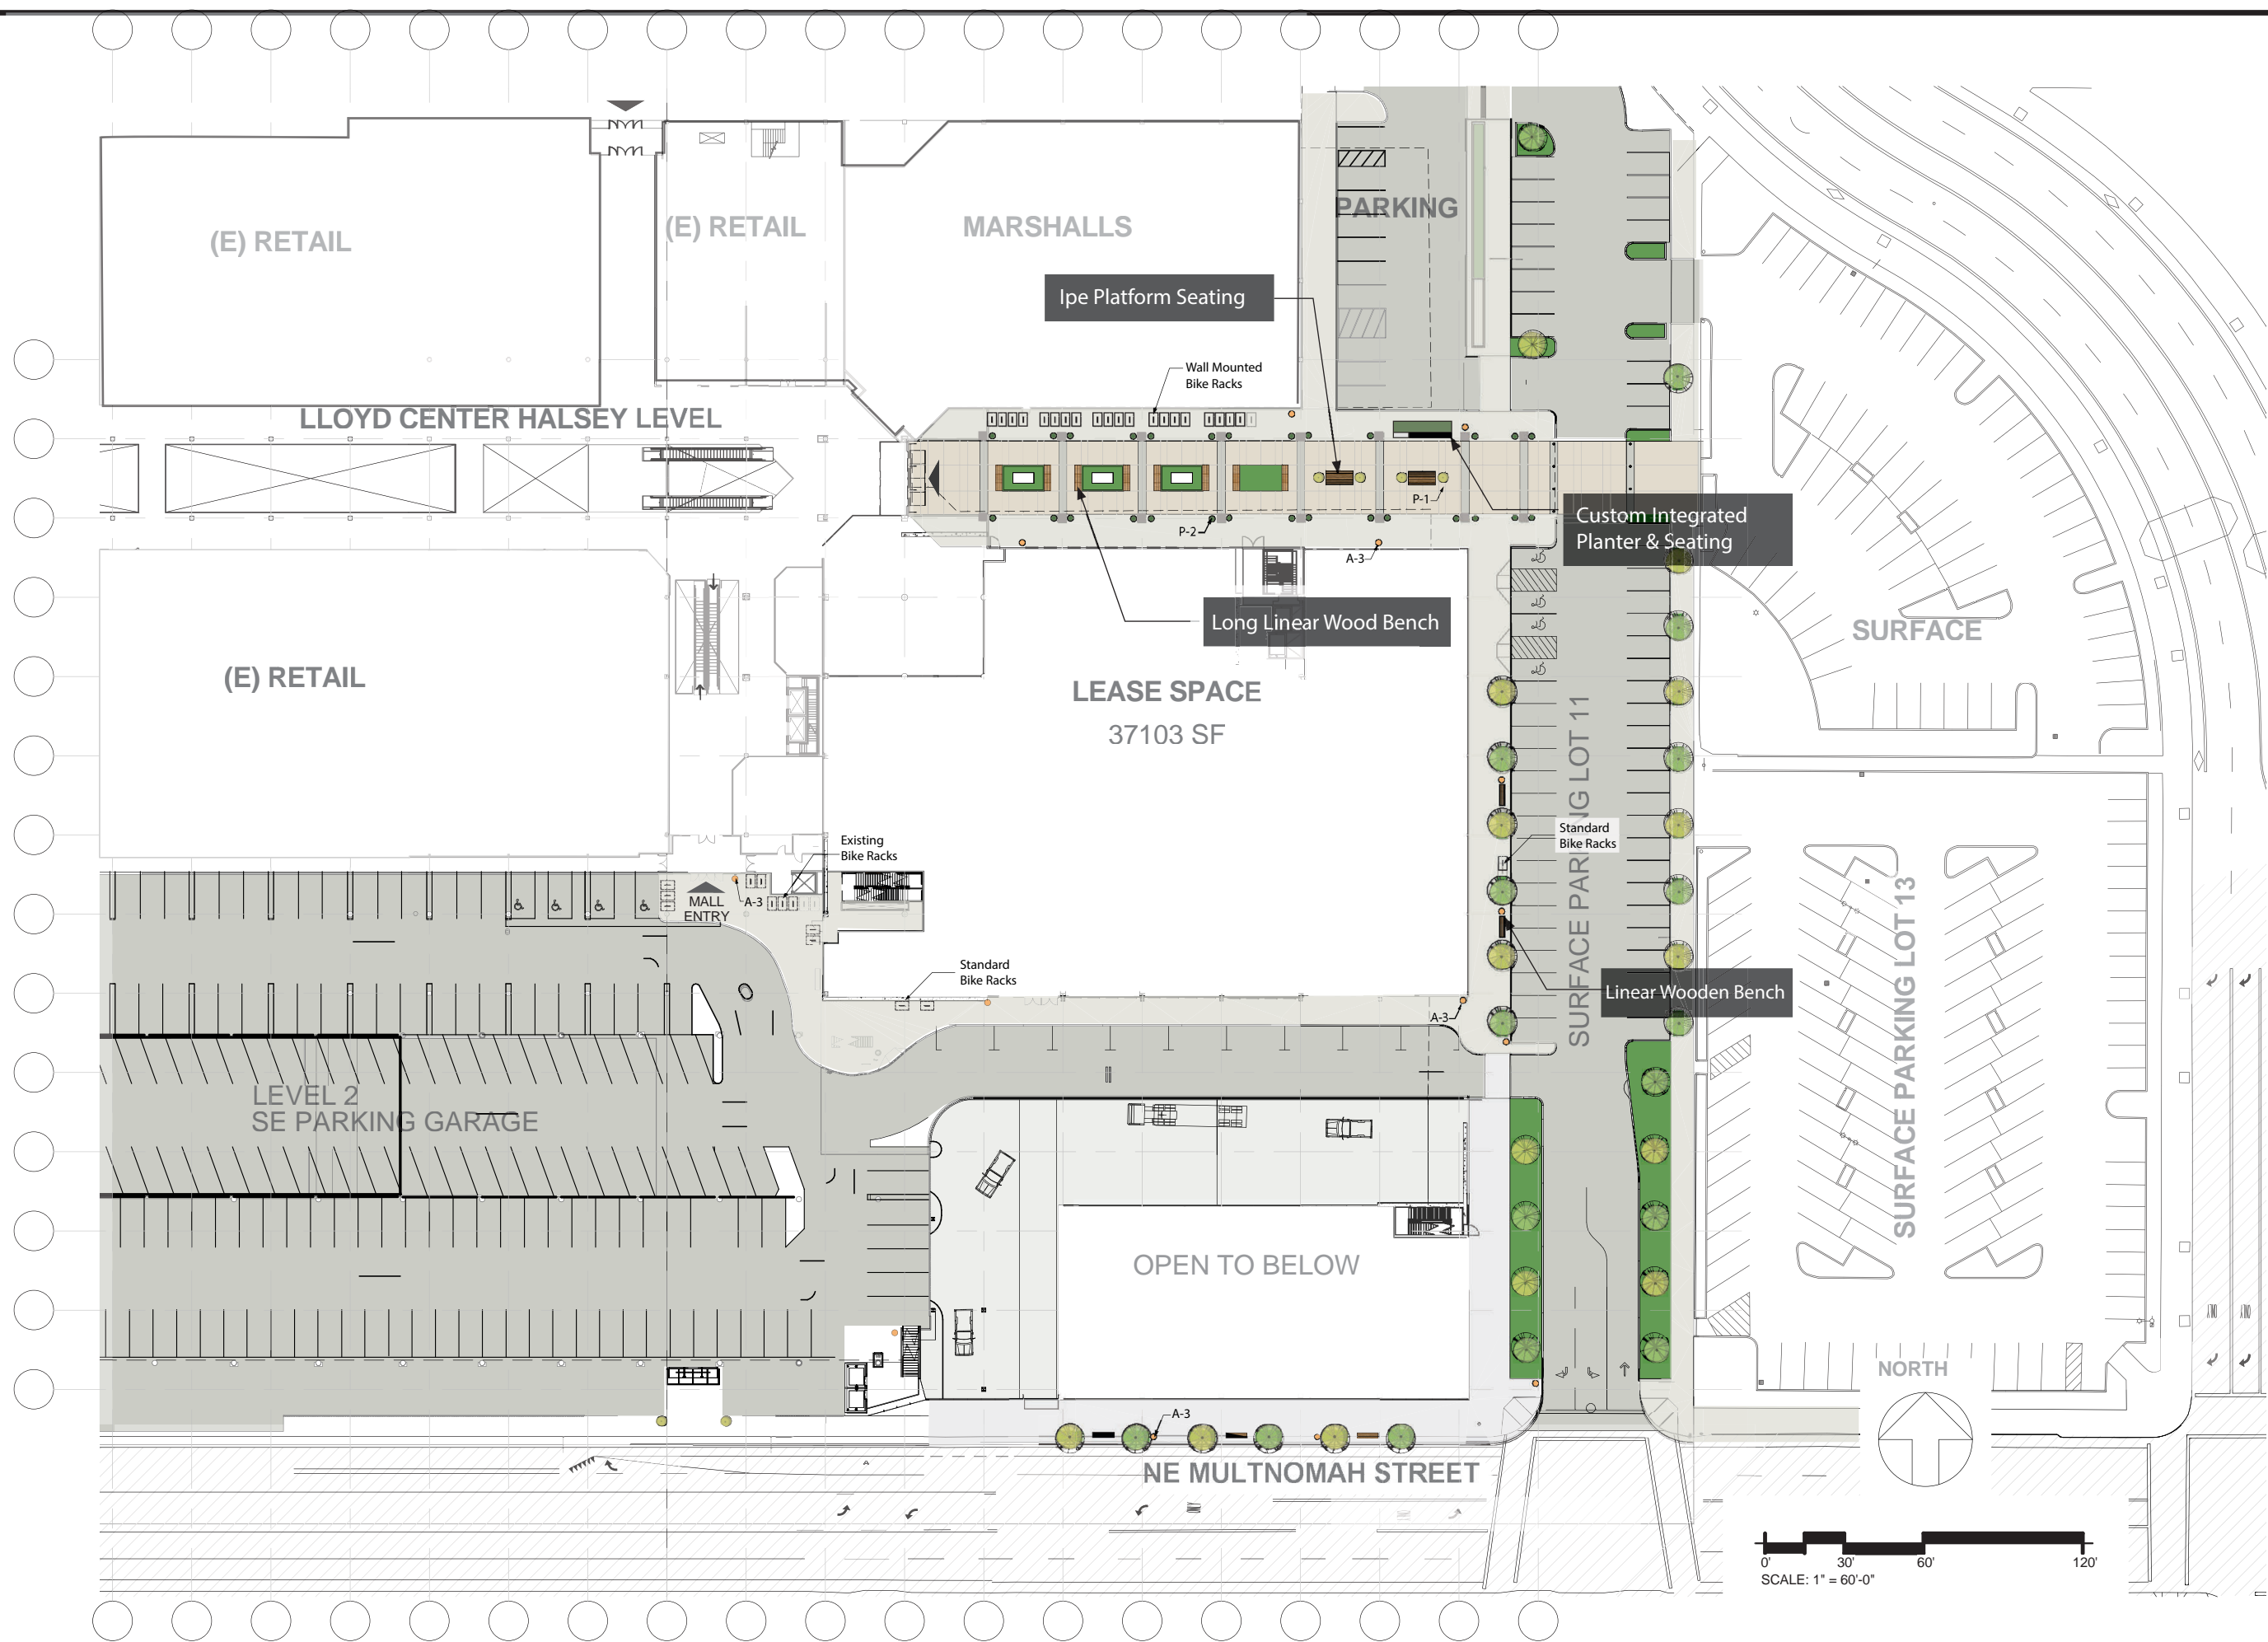 (E) RETAIL
(E) RETAIL
MARSHALLS
PARKING
Ipe Platform Seating
Wall Mounted
Bike Racks
LLOYD CENTER HALSEY LEVEL
P-1
P-2
A-3
Custom Integrated
Planter & Seating
Long Linear Wood Bench
SURFACE
(E) RETAIL
LEASE SPACE
37103 SF
SURFACE PARKING LOT 11
Existing
Bike Racks
Standard
Bike Racks
MALL
ENTRY
A-3
Standard
Bike Racks
Linear Wooden Bench
A-3
SURFACE PARKING LOT 13
LEVEL 2
SE PARKING GARAGE
OPEN TO BELOW
ONLY
ONLY
NORTH
A-3
NE MULTNOMAH STREET
0' 30' 60' 120'
SCALE: 1" = 60'-0"